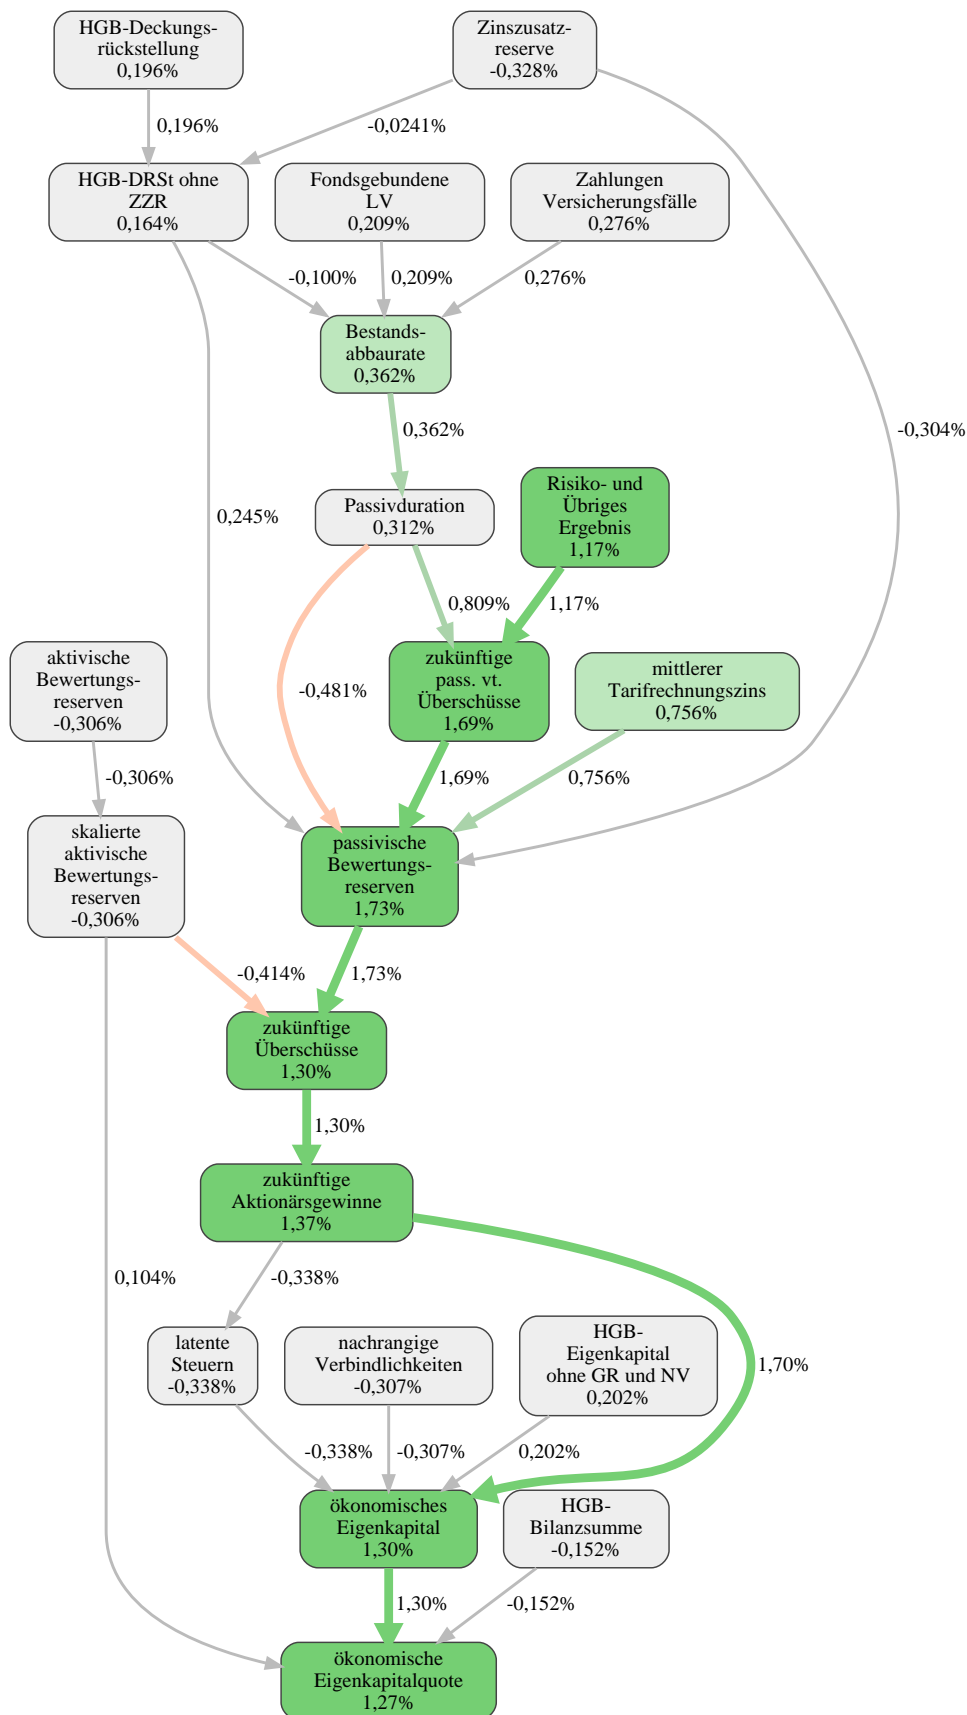 HGB-Deckungs-
rückstellung
0,196%
Zinszusatz-
reserve
-0,328%
0,196%
-0,0241%
HGB-DRSt ohne
ZZR
0,164%
Fondsgebundene
LV
0,209%
Zahlungen
Versicherungsfälle
0,276%
-0,100%
0,209%
0,276%
Bestands-
abbaurate
0,362%
0,362%
-0,304%
Passivduration
0,312%
Risiko- und
Übriges
Ergebnis
1,17%
0,245%
0,809%
1,17%
aktivische
Bewertungs-
reserven
-0,306%
-0,481%
zukünftige
pass. vt.
Überschüsse
1,69%
mittlerer
Tarifrechnungszins
0,756%
-0,306%
1,69%
0,756%
skalierte
aktivische
Bewertungs-
reserven
-0,306%
passivische
Bewertungs-
reserven
1,73%
-0,414%
1,73%
zukünftige
Überschüsse
1,30%
1,30%
zukünftige
Aktionärsgewinne
1,37%
0,104%
-0,338%
latente
Steuern
-0,338%
nachrangige
Verbindlichkeiten
-0,307%
HGB-
Eigenkapital
ohne GR und NV
0,202%
1,70%
-0,338%
-0,307%
0,202%
ökonomisches
Eigenkapital
1,30%
HGB-
Bilanzsumme
-0,152%
1,30%
-0,152%
ökonomische
Eigenkapitalquote
1,27%